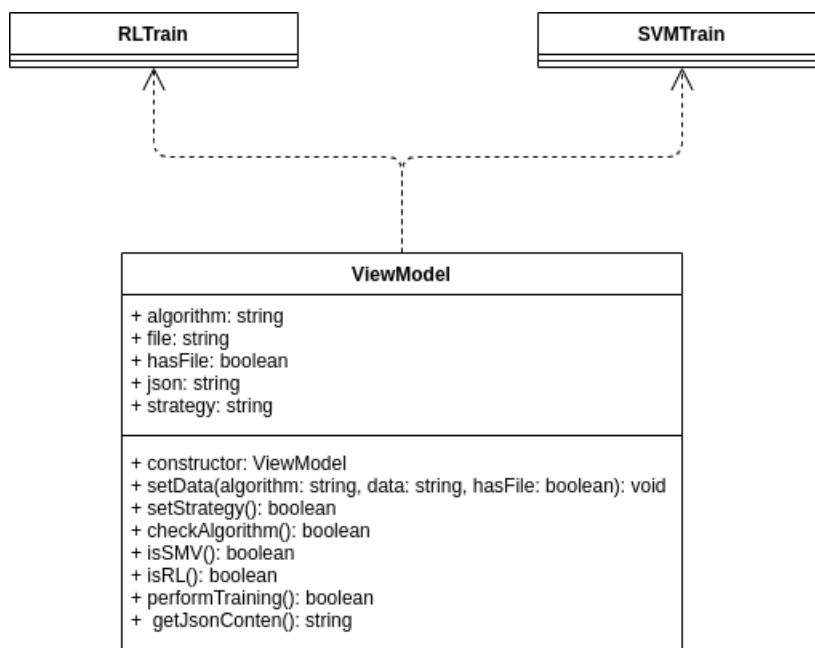 RLTrain
SVMTrain
ViewModel
+ algorithm: string
+ file: string
+ hasFile: boolean
+ json: string
+ strategy: string
+ constructor: ViewModel
+ setData(algorithm: string, data: string, hasFile: boolean): void
+ setStrategy(): boolean
+ checkAlgorithm(): boolean
+ isSMV(): boolean
+ isRL(): boolean
+ performTraining(): boolean
+ getJsonConten(): string